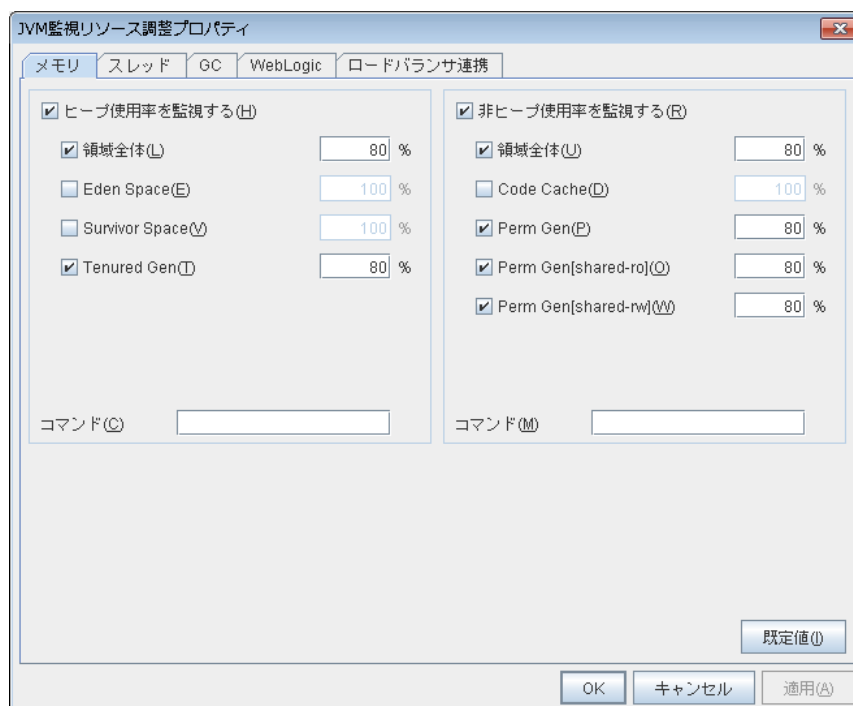 JVM監視リソース調整プロパティ
メモリ スレッド GC WebLogic ロードバランサ連携
ヒープ使用率を監視する(H)
領域全体(L) 80 %
Eden Space(E) 100 %
Survivor Space(V) 100 %
Tenured Gen(T) 80 %
コマンド(C)
非ヒープ使用率を監視する(R)
領域全体(U) 80 %
Code Cache(D) 100 %
Perm Gen(P) 80 %
Perm Gen[shared-ro](O) 80 %
Perm Gen[shared-rw](W) 80 %
コマンド(M)
既定値(I)
OK キャンセル 適用(A)